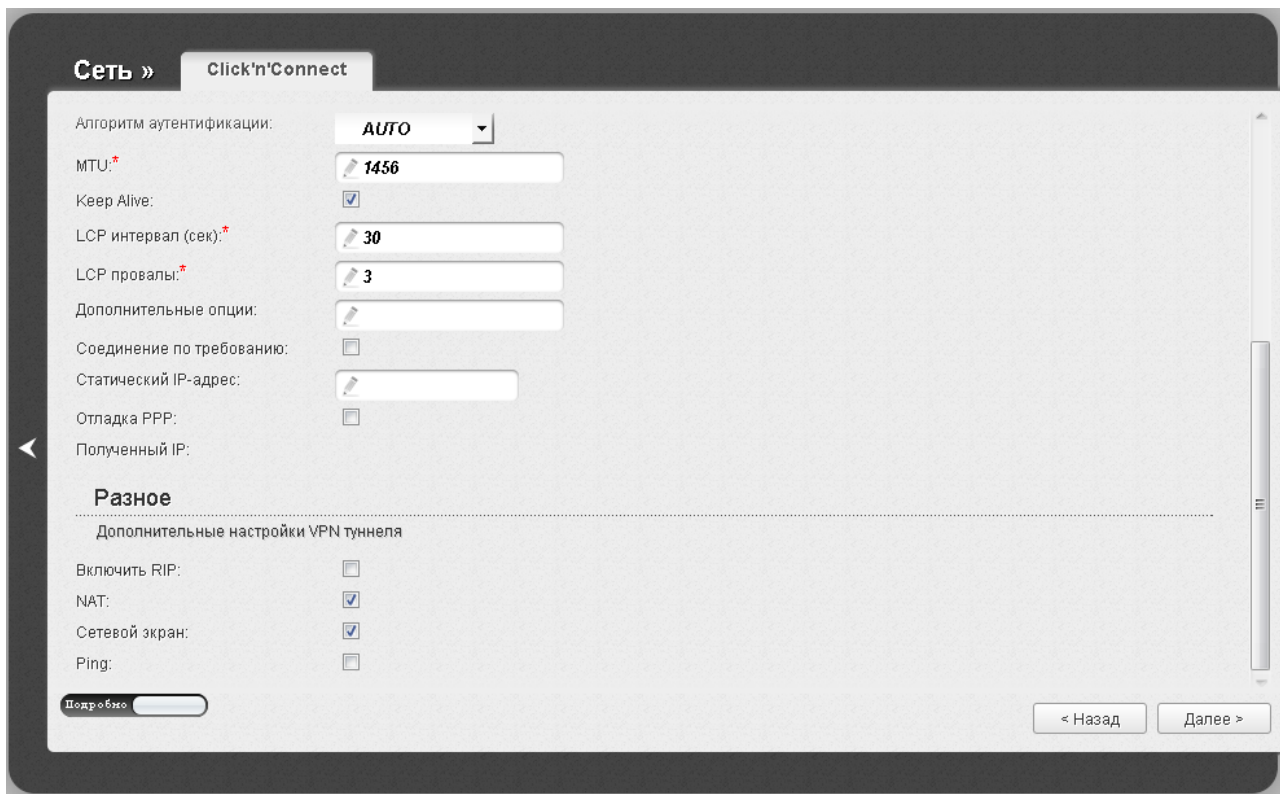 Сеть »
Click'n'Connect
Алгоритм аутентификации: AUTO
MTU:* 1456
Keep Alive:
LCP интервал (сек):* 30
LCP провалы:* 3
Дополнительные опции:
Соединение по требованию:
Статический IP-адрес:
Отладка PPP:
Полученный IP:
Разное
Дополнительные настройки VPN туннеля
Включить RIP:
NAT:
Сетевой экран:
Ping:
Подробно
< Назад
Далее >